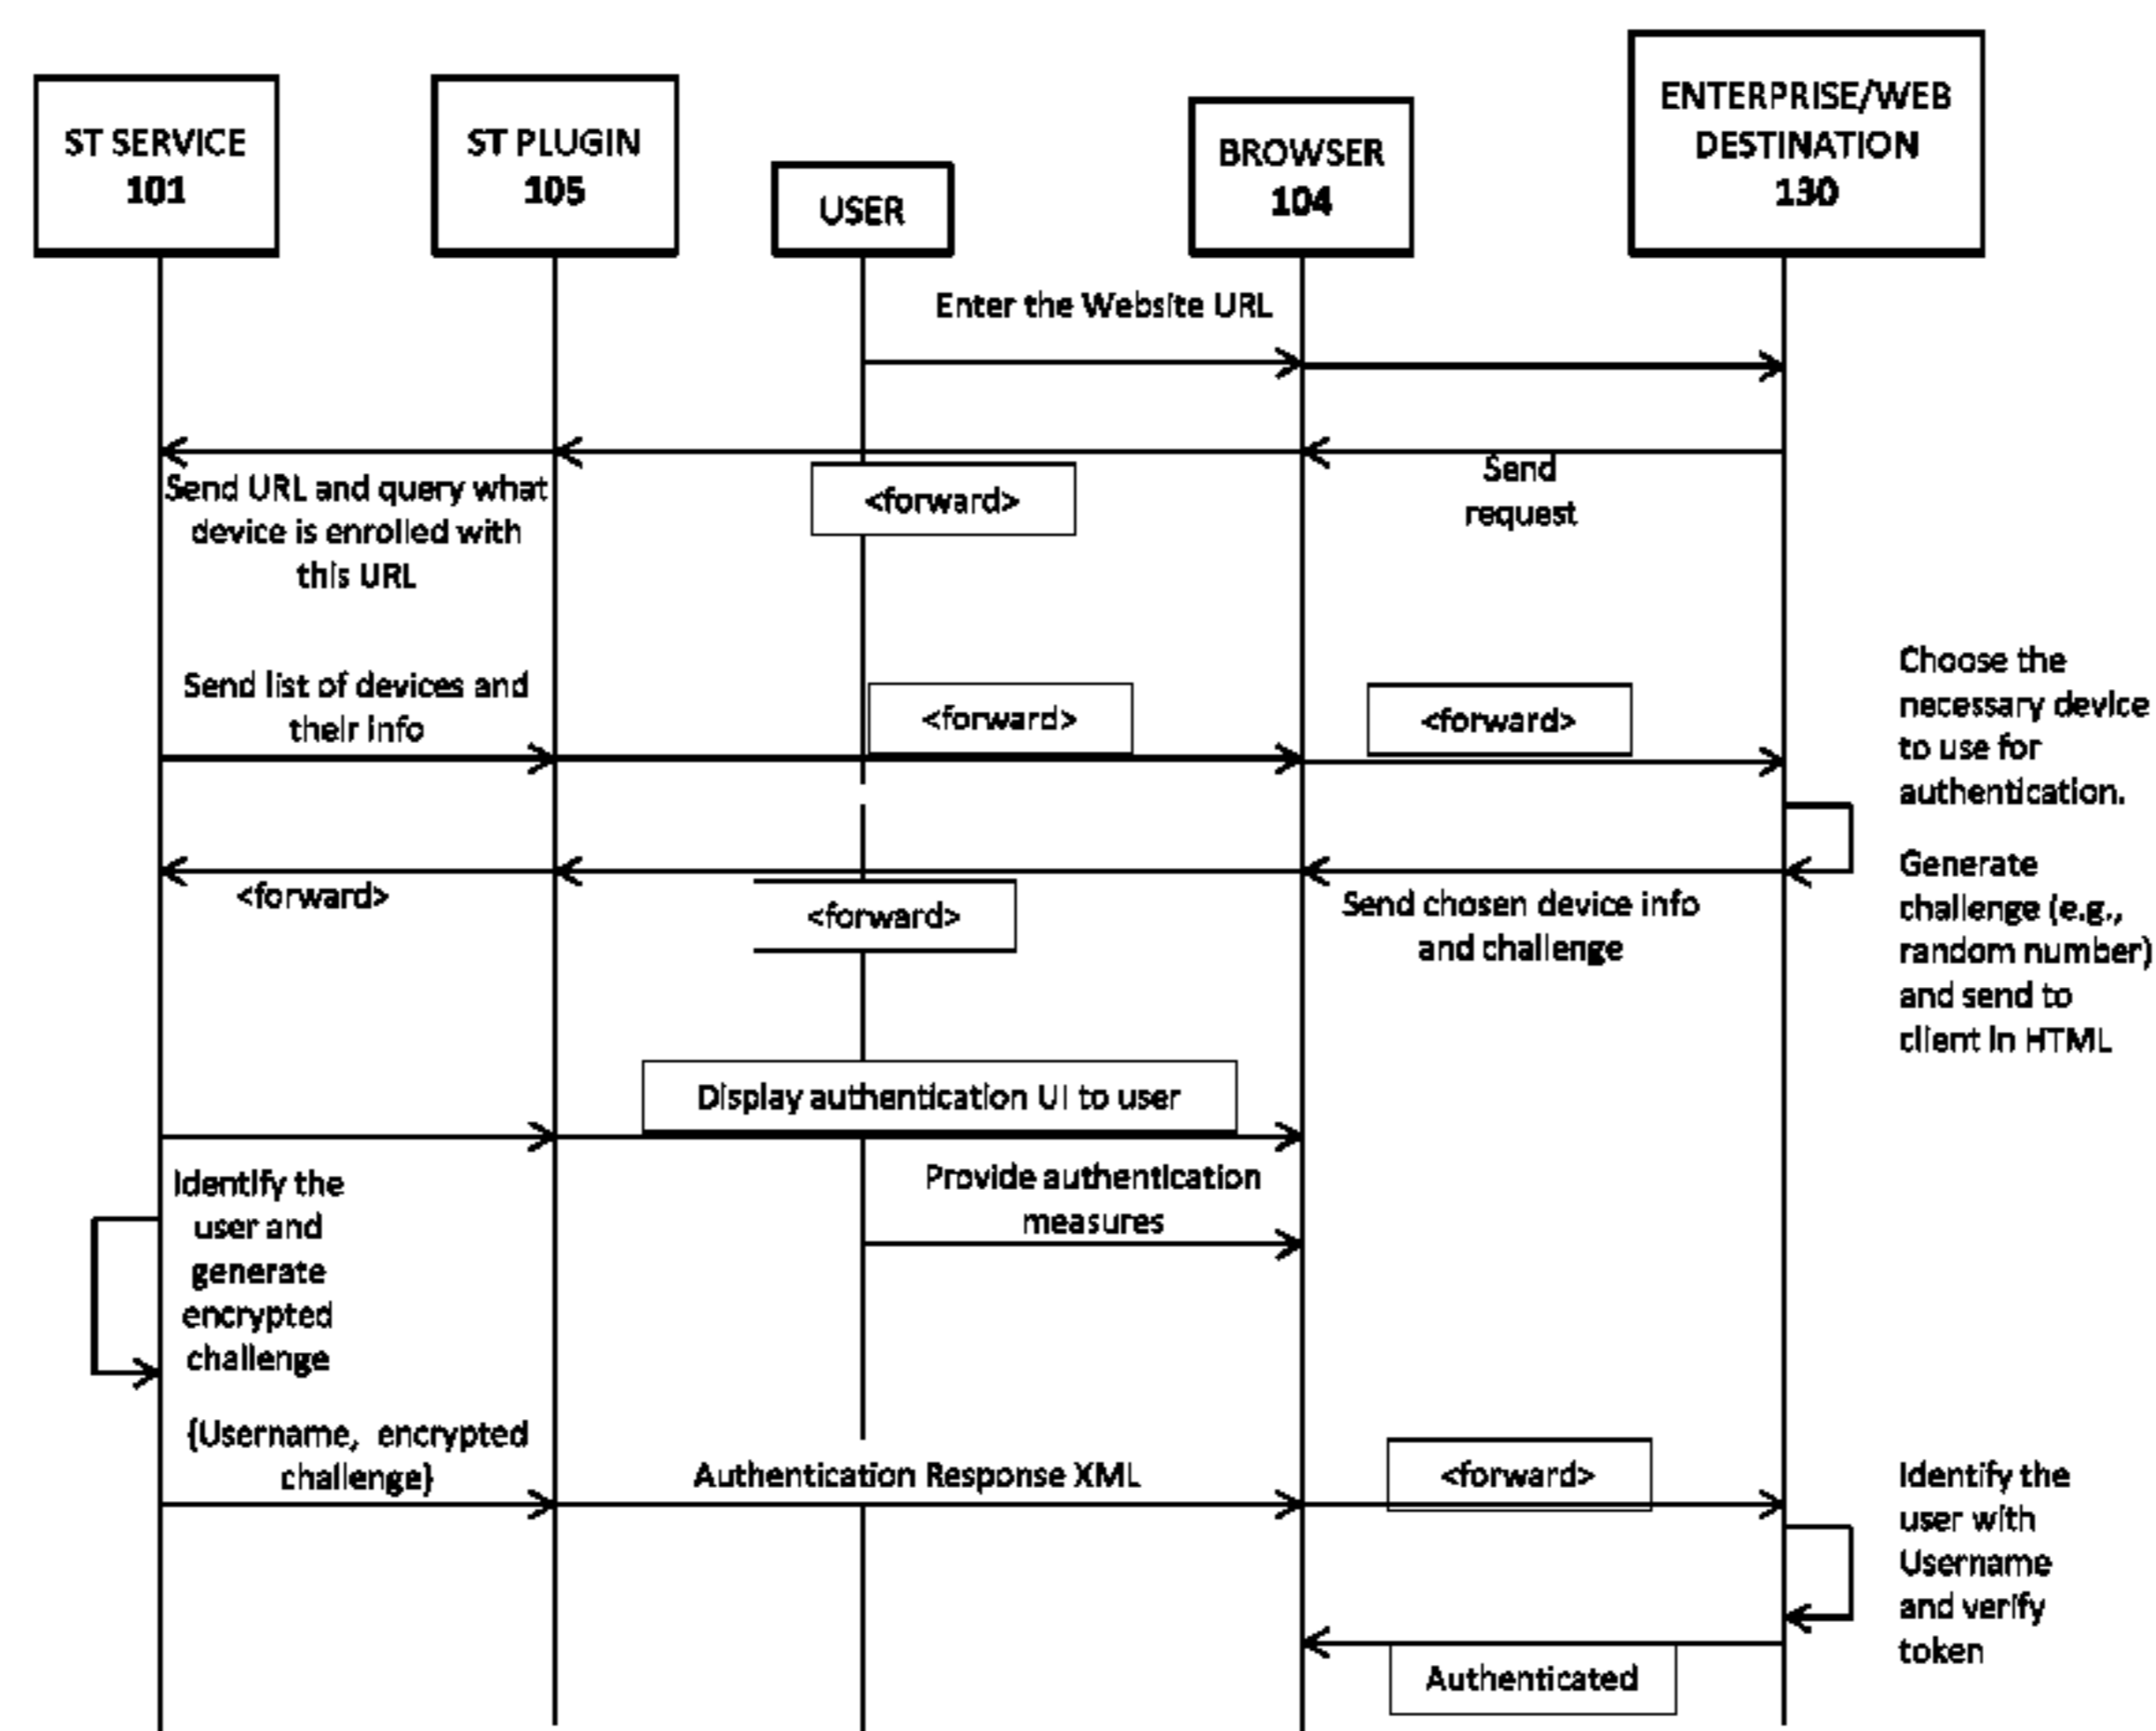 ST SERVICE
101
ST PLUGIN
105
USER
BROWSER
104
ENTERPRISE/WEB
DESTINATION
130
Enter the Website URL
Send
request
<forward>
Send URL and query what
device is enrolled with
this URL
Send list of devices and
their info
<forward>
<forward>
Choose the
necessary device
to use for
authentication.
Generate
challenge (e.g.,
random number)
and send to
client in HTML
Send chosen device info
and challenge
<forward>
<forward>
Display authentication UI to user
Provide authentication
measures
Identify the
user and
generate
encrypted
challenge
{Username, encrypted
challenge}
Authentication Response XML
<forward>
Identify the
user with
Username
and verify
token
Authenticated